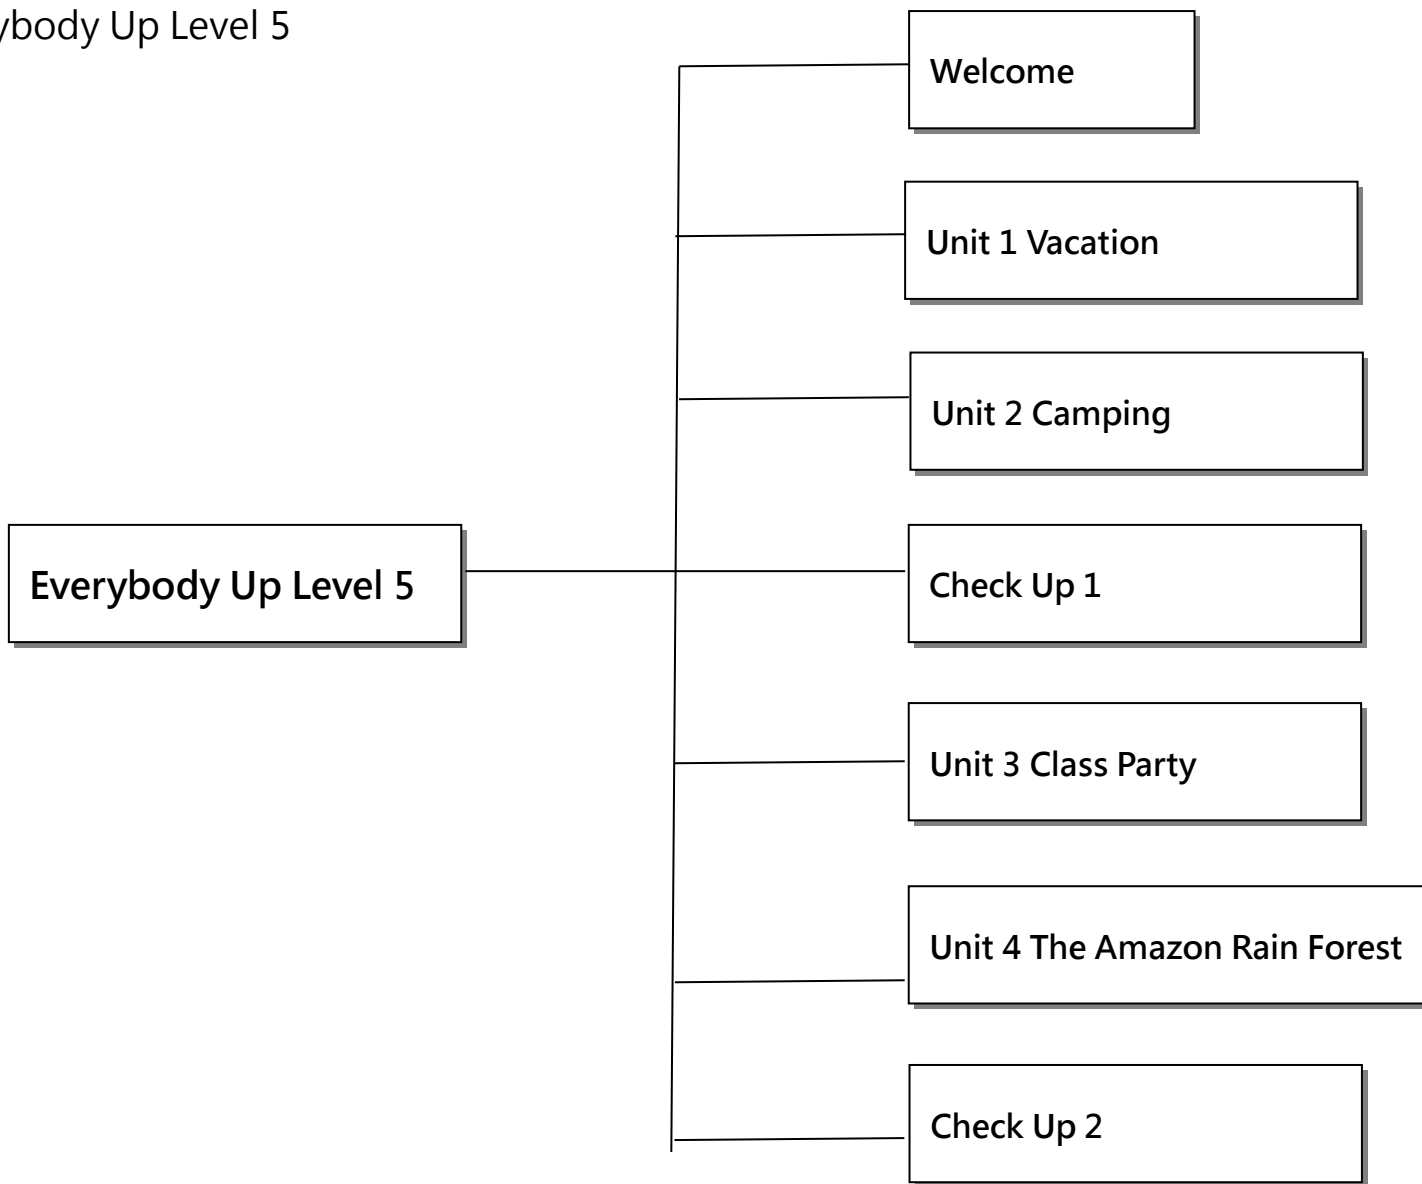 ybody Up Level 5
Welcome
Unit 1 Vacation
Unit 2 Camping
Everybody Up Level 5
Check Up 1
Unit 3 Class Party
Unit 4 The Amazon Rain Forest
Check Up 2